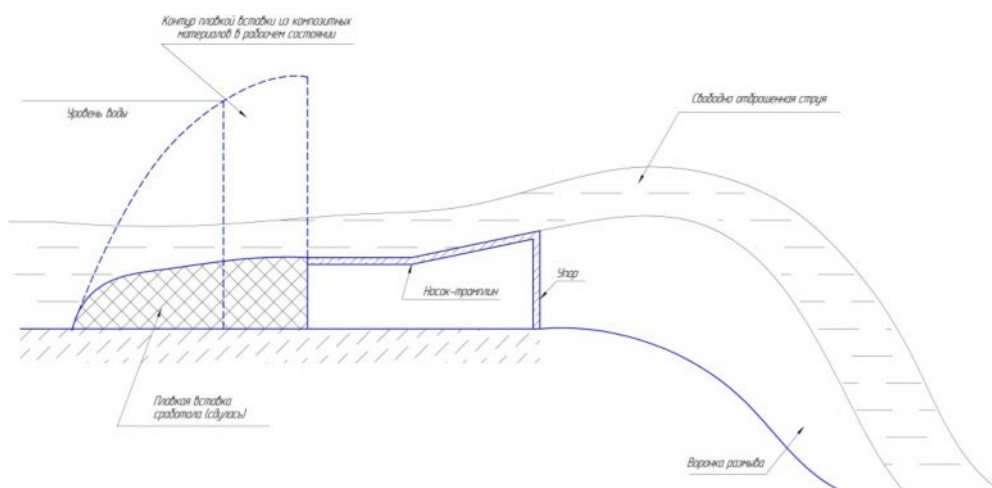 Контур плавкой вставки из композитных
материалов в рабочем состоянии
Уровень воды
Свободно отброшенная струя
Носок-трамплин
Упор
Плавкая вставка
сработала (сдулась)
Воронка размыва